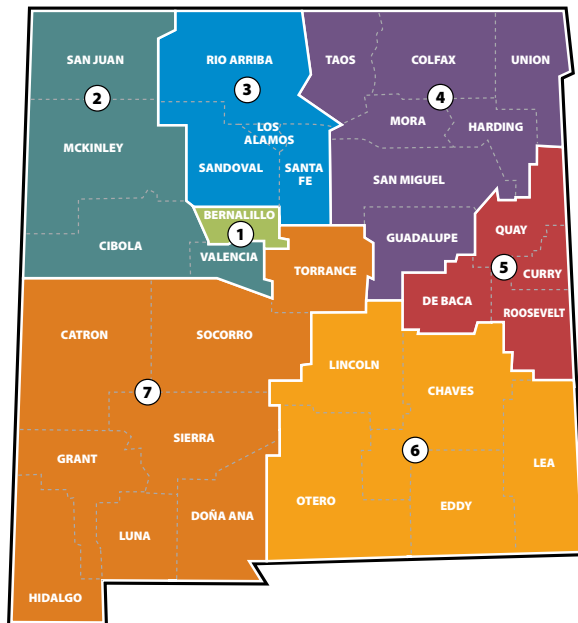 SAN JUAN
RIO ARRIBA
TAOS
COLFAX
UNION
2
3
4
MORA
HARDING
MCKINLEY
LOS
ALAMOS
SANDOVAL
SANTA
FE
SAN MIGUEL
BERNALILLO
1
CIBOLA
VALENCIA
GUADALUPE
QUAY
5
CURRY
TORRANCE
DE BACA
ROOSEVELT
CATRON
SOCORRO
LINCOLN
CHAVES
7
SIERRA
GRANT
6
LEA
OTERO
EDDY
DOÑA ANA
LUNA
HIDALGO